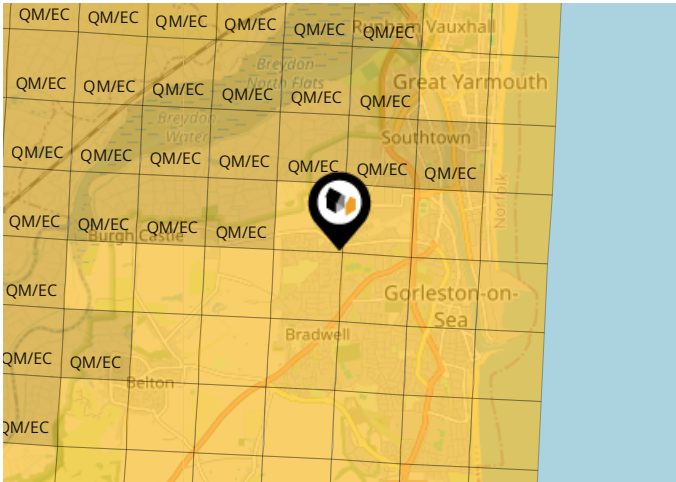 QM/EC QM/EC QM/EC QM/EC QM/EC QM/EC
Runham Vauxhall
Breydon
North Flats
Great Yarmouth
QM/EC QM/EC QM/EC QM/EC QM/EC QM/EC
Breydon
Water
Southtown
QM/EC QM/EC QM/EC QM/EC QM/EC QM/EC QM/EC
Norfolk
QM/EC QM/EC QM/EC QM/EC
Burgh Castle
QM/EC
Gorleston-on-
Sea
Bradwell
QM/EC QM/EC
Belton
QM/EC